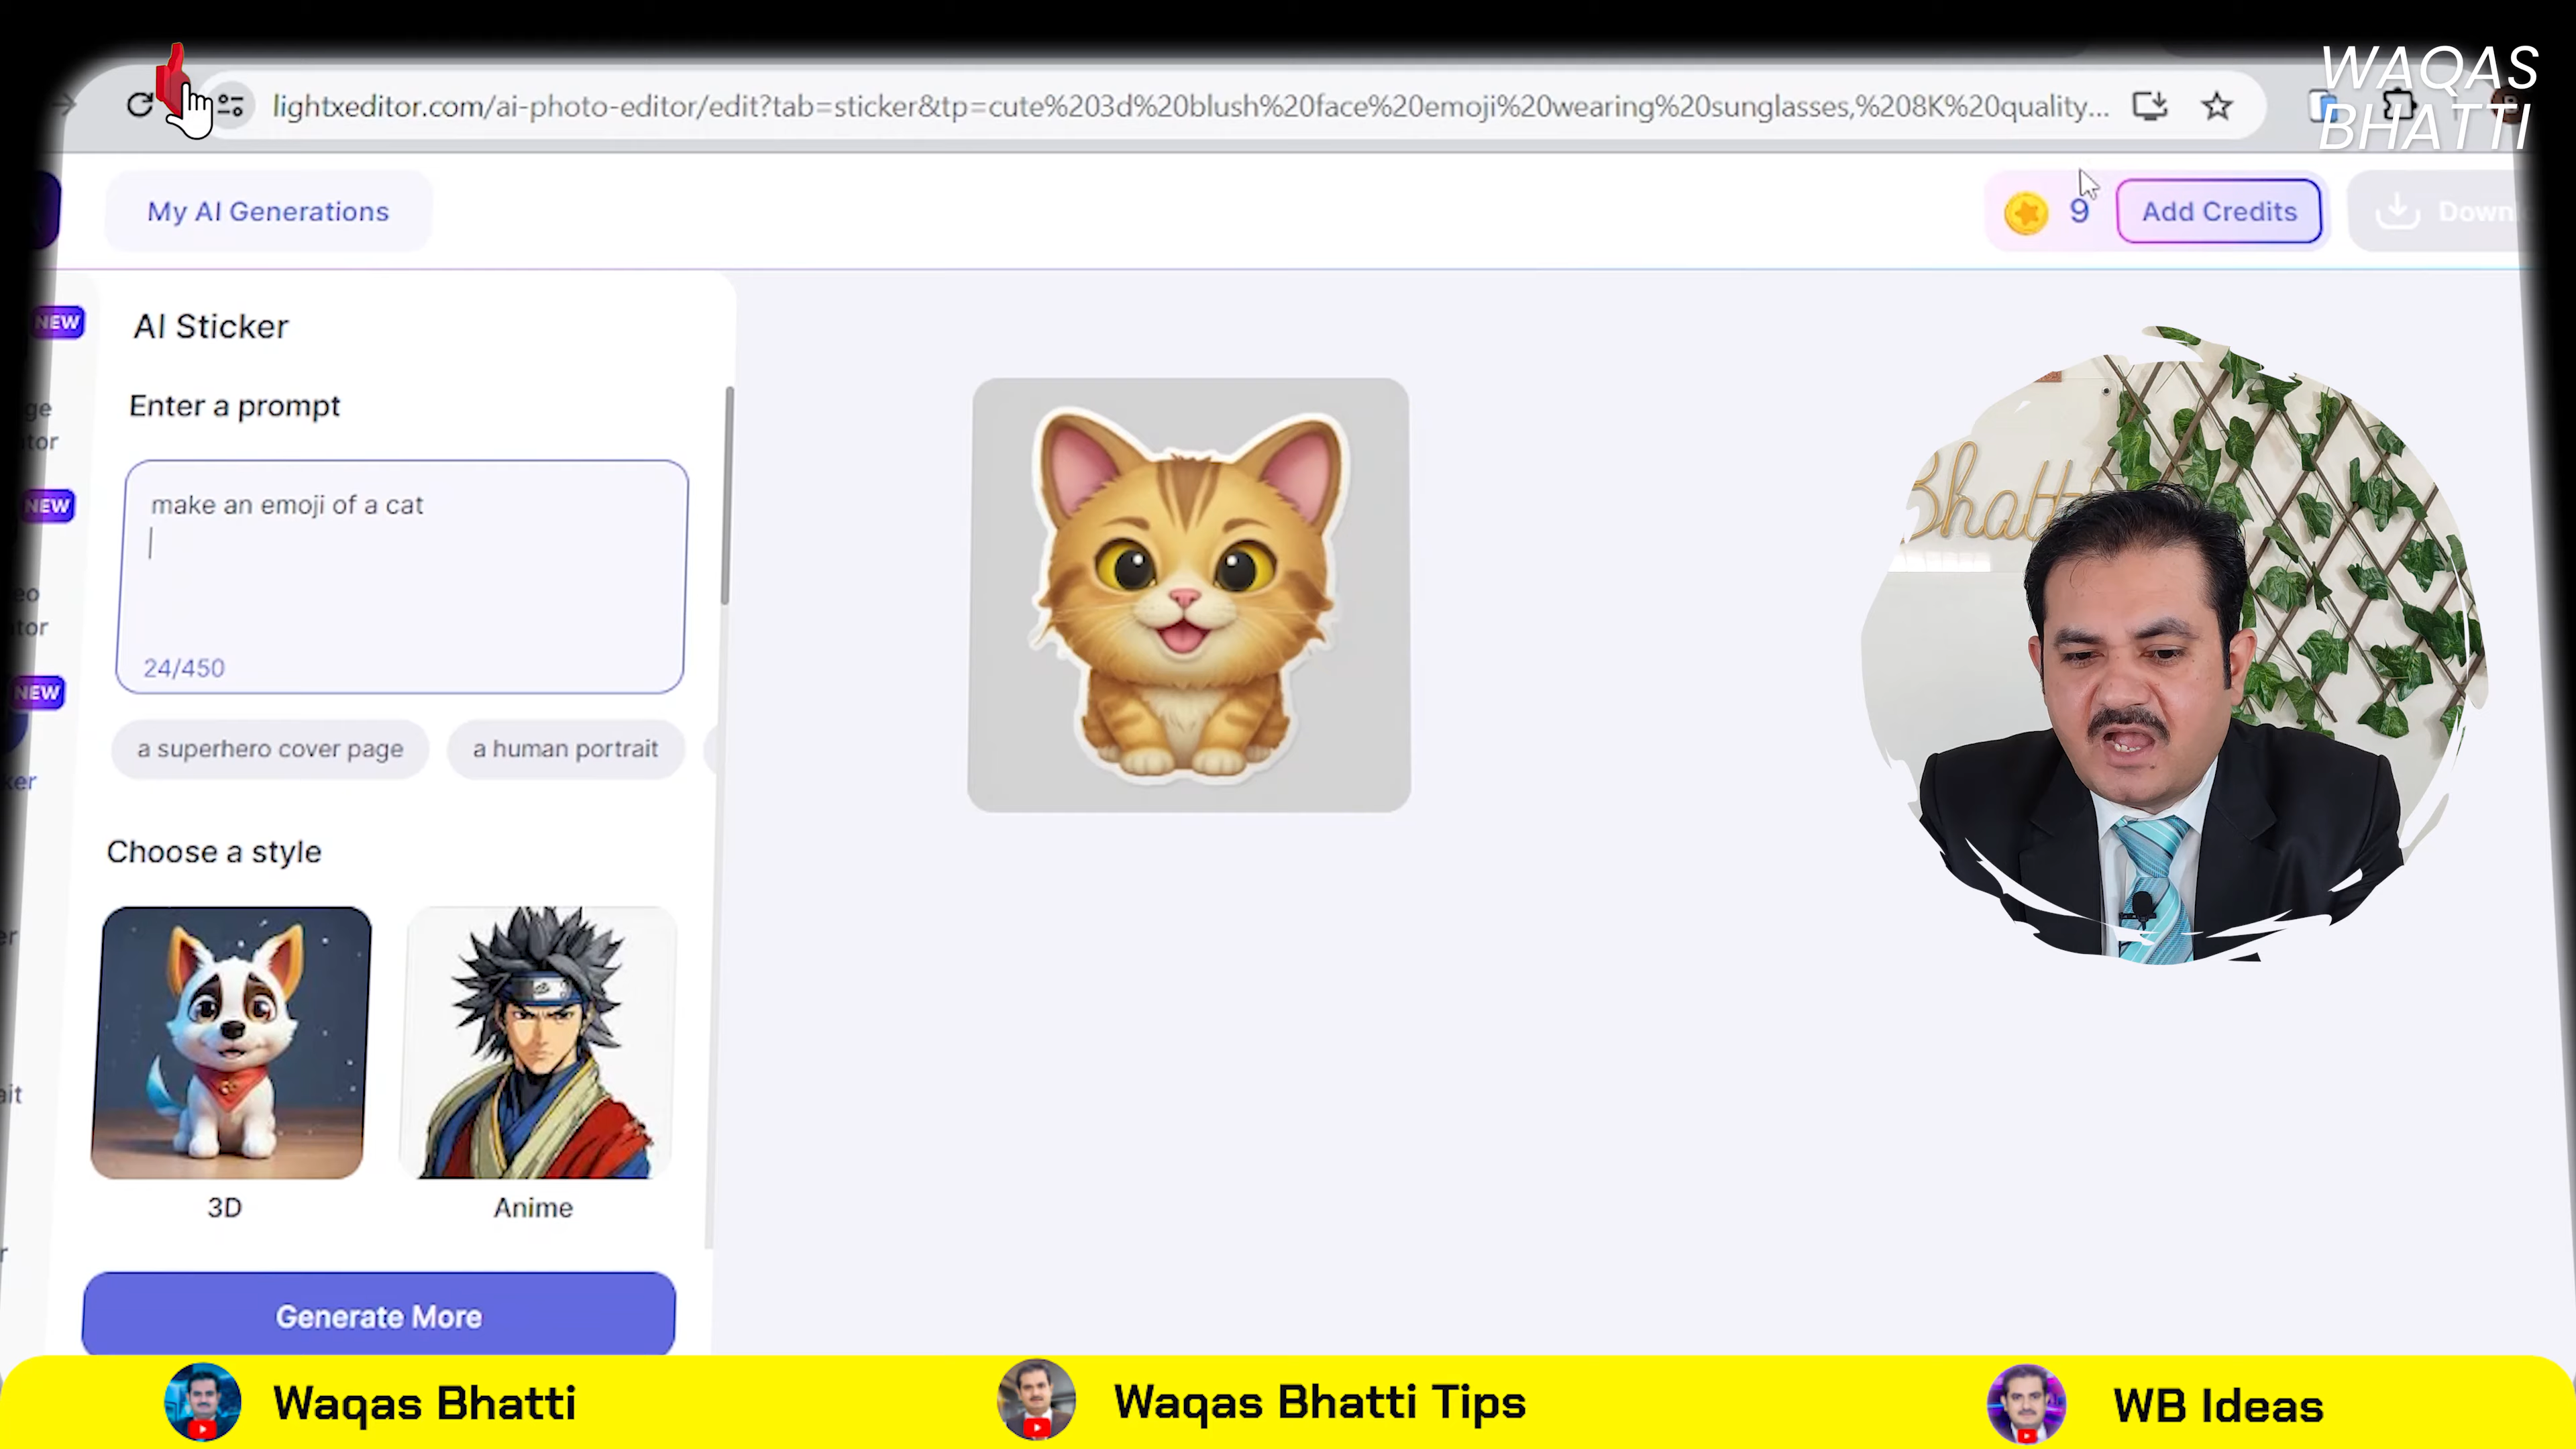 WAQAS
BHATTI
lightxeditor.com/ai-photo-editor/edit?tab=sticker&tp=cute%203d%20blush%20face%20emoji%20wearing%20sunglasses,%208K%20quality...
My AI Generations
9
Add Credits
NEW
AI Sticker
Enter a prompt
make an emoji of a cat
24/450
NEW
NEW
a superhero cover page
a human portrait
Choose a style
3D
Anime
Generate More
Bhatti
Waqas Bhatti
Waqas Bhatti Tips
WB Ideas